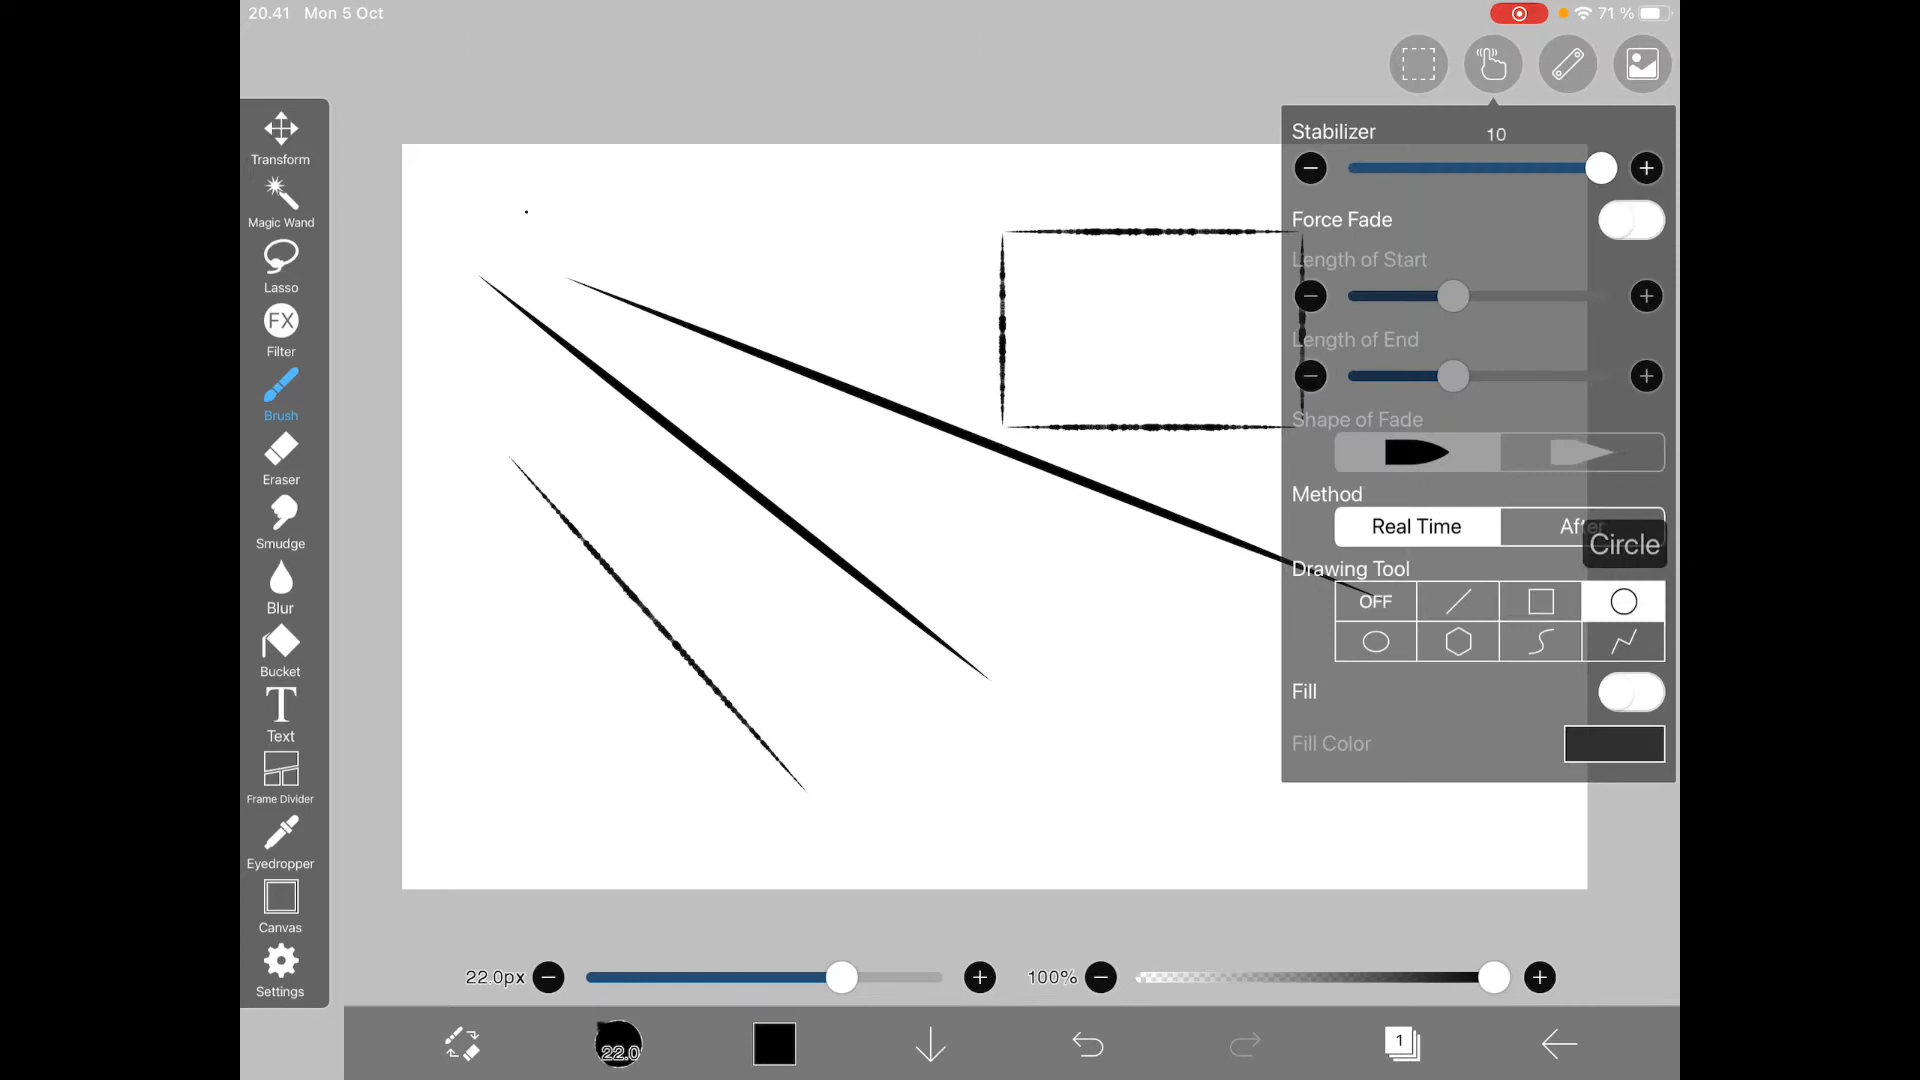 20.41 Mon 5 Oct
71 %
Transform
Magic Wand
Lasso
FX
Filter
Brush
Eraser
Smudge
Blur
Bucket
T
Text
Frame Divider
Eyedropper
Canvas
Settings
Stabilizer
10
Force Fade
Length of Start
Length of End
Shape of Fade
Method
Real Time
After
Circle
Drawing Tool
OFF
Fill
Fill Color
22.0px
100%
22.0
1